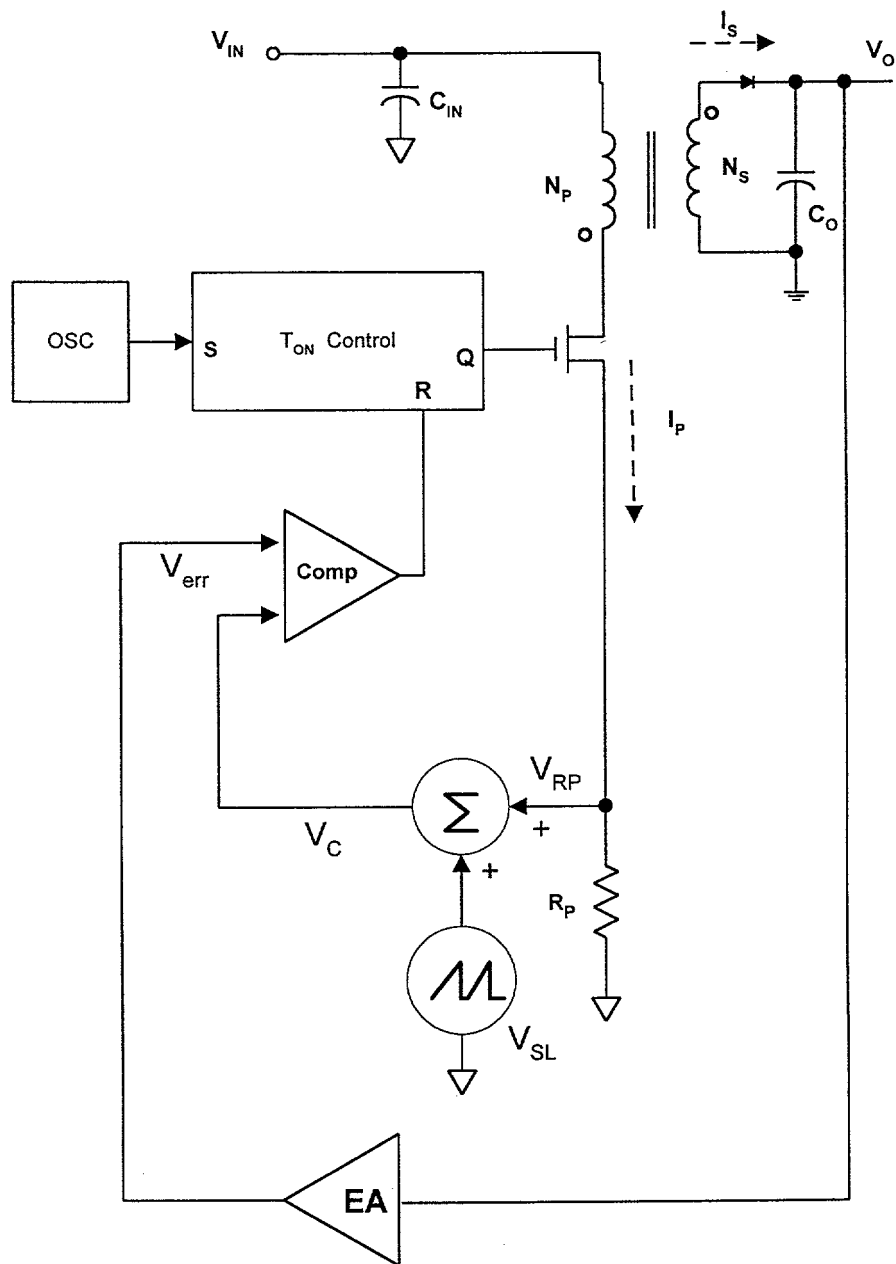 I_S
V_IN
V_O
C_IN
N_P
N_S
C_O
OSC
S
T_ON Control
Q
R
I_P
V_err
Comp
V_RP
Σ
V_C
+
+
R_P
V_SL
EA